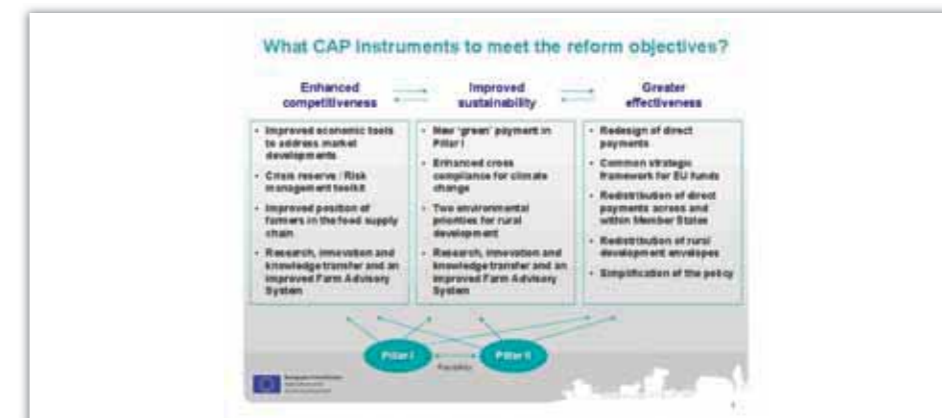 What CAP Instruments to meet the reform objectives?
Enhanced
competitiveness
Improved
sustainability
Greater
effectiveness
• Improved economic tools
to address market
developments
• Crisis reserve / Risk
management toolkit
• Improved position of
farmers in the food supply
chain
• Research, innovation and
knowledge transfer and an
improved Farm Advisory
System
• New 'green' payment in
Pillar I
• Enhanced cross
compliance for climate
change
• Two environmental
priorities for rural
development
• Research, innovation and
knowledge transfer and an
improved Farm Advisory
System
• Redesign of direct
payments
• Common strategic
framework for EU funds
• Redistribution of direct
payments across and
within Member States
• Redistribution of rural
development envelopes
• Simplification of the policy
Pillar I
Pillar II